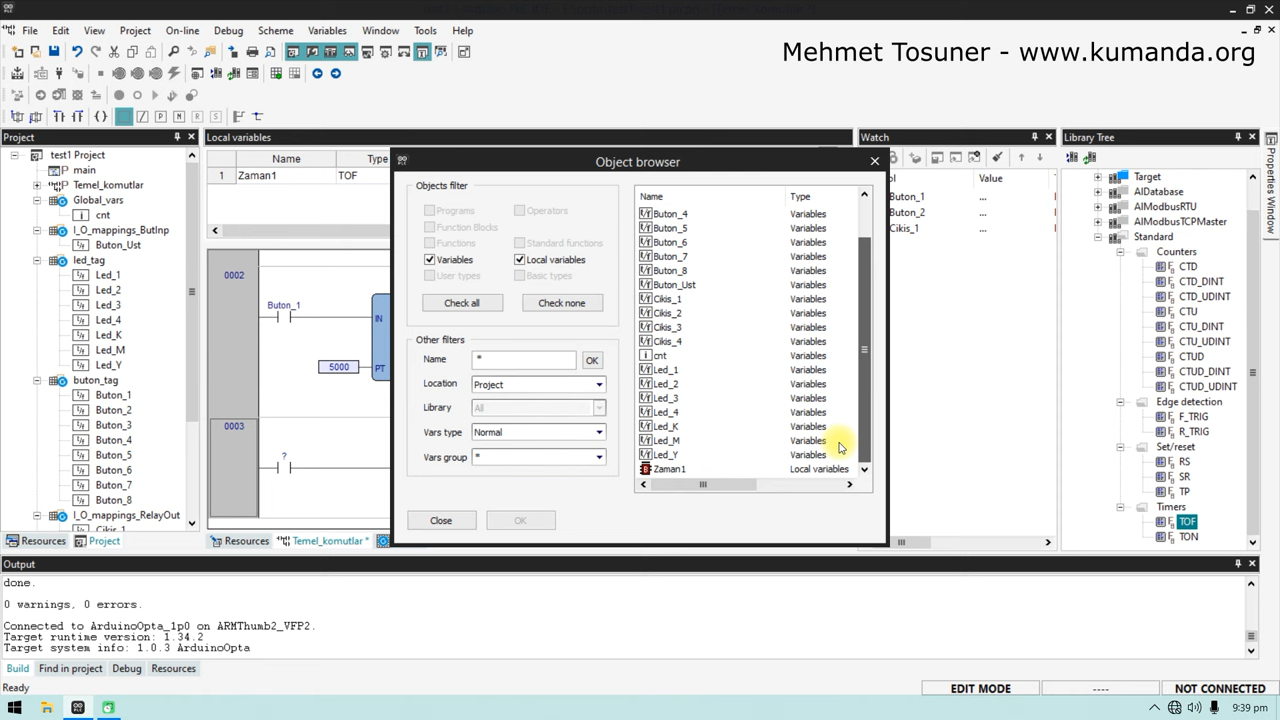 Mehmet Tosuner - www.kumanda.org
File Edit View Project On-line Debug Scheme Variables Window Tools Help
Project
test1 Project
main
Temel_komutlar
Global_vars
cnt
I_O_mappings_ButInp
Buton_Ust
led_tag
Led_1
Led_2
Led_3
Led_4
Led_K
Led_M
Led_Y
buton_tag
Buton_1
Buton_2
Buton_3
Buton_4
Buton_5
Buton_6
Buton_7
Buton_8
I_O_mappings_RelayOut
Resources Project
Local variables
Name Type
1 Zaman1 TOF
0002
Buton_1
IN
5000 PT
0003
?
Resources Temel_komutlar *
Object browser
Objects filter
Programs Operators
Function Blocks
Functions Standard functions
Variables Local variables
User types Basic types
Check all Check none
Other filters
Name * OK
Location Project
Library All
Vars type Normal
Vars group *
Close OK
Name Type
Buton_4 Variables
Buton_5 Variables
Buton_6 Variables
Buton_7 Variables
Buton_8 Variables
Buton_Ust Variables
Cikis_1 Variables
Cikis_2 Variables
Cikis_3 Variables
Cikis_4 Variables
cnt Variables
Led_1 Variables
Led_2 Variables
Led_3 Variables
Led_4 Variables
Led_K Variables
Led_M Variables
Led_Y Variables
Zaman1 Local variables
Watch
Value
Buton_1 ...
Buton_2 ...
Cikis_1 ...
Library Tree
Target
AIDatabase
AIModbusRTU
AIModbusTCPMaster
Standard
Counters
CTD
CTD_DINT
CTD_UDINT
CTU
CTU_DINT
CTU_UDINT
CTUD
CTUD_DINT
CTUD_UDINT
Edge detection
F_TRIG
R_TRIG
Set/reset
RS
SR
TP
Timers
TOF
TON
Properties Window
Output
done.
0 warnings, 0 errors.
Connected to ArduinoOpta_1p0 on ARMThumb2_VFP2.
Target runtime version: 1.34.2
Target system info: 1.0.3 ArduinoOpta
Build Find in project Debug Resources
Ready EDIT MODE ---- NOT CONNECTED
9:39 pm